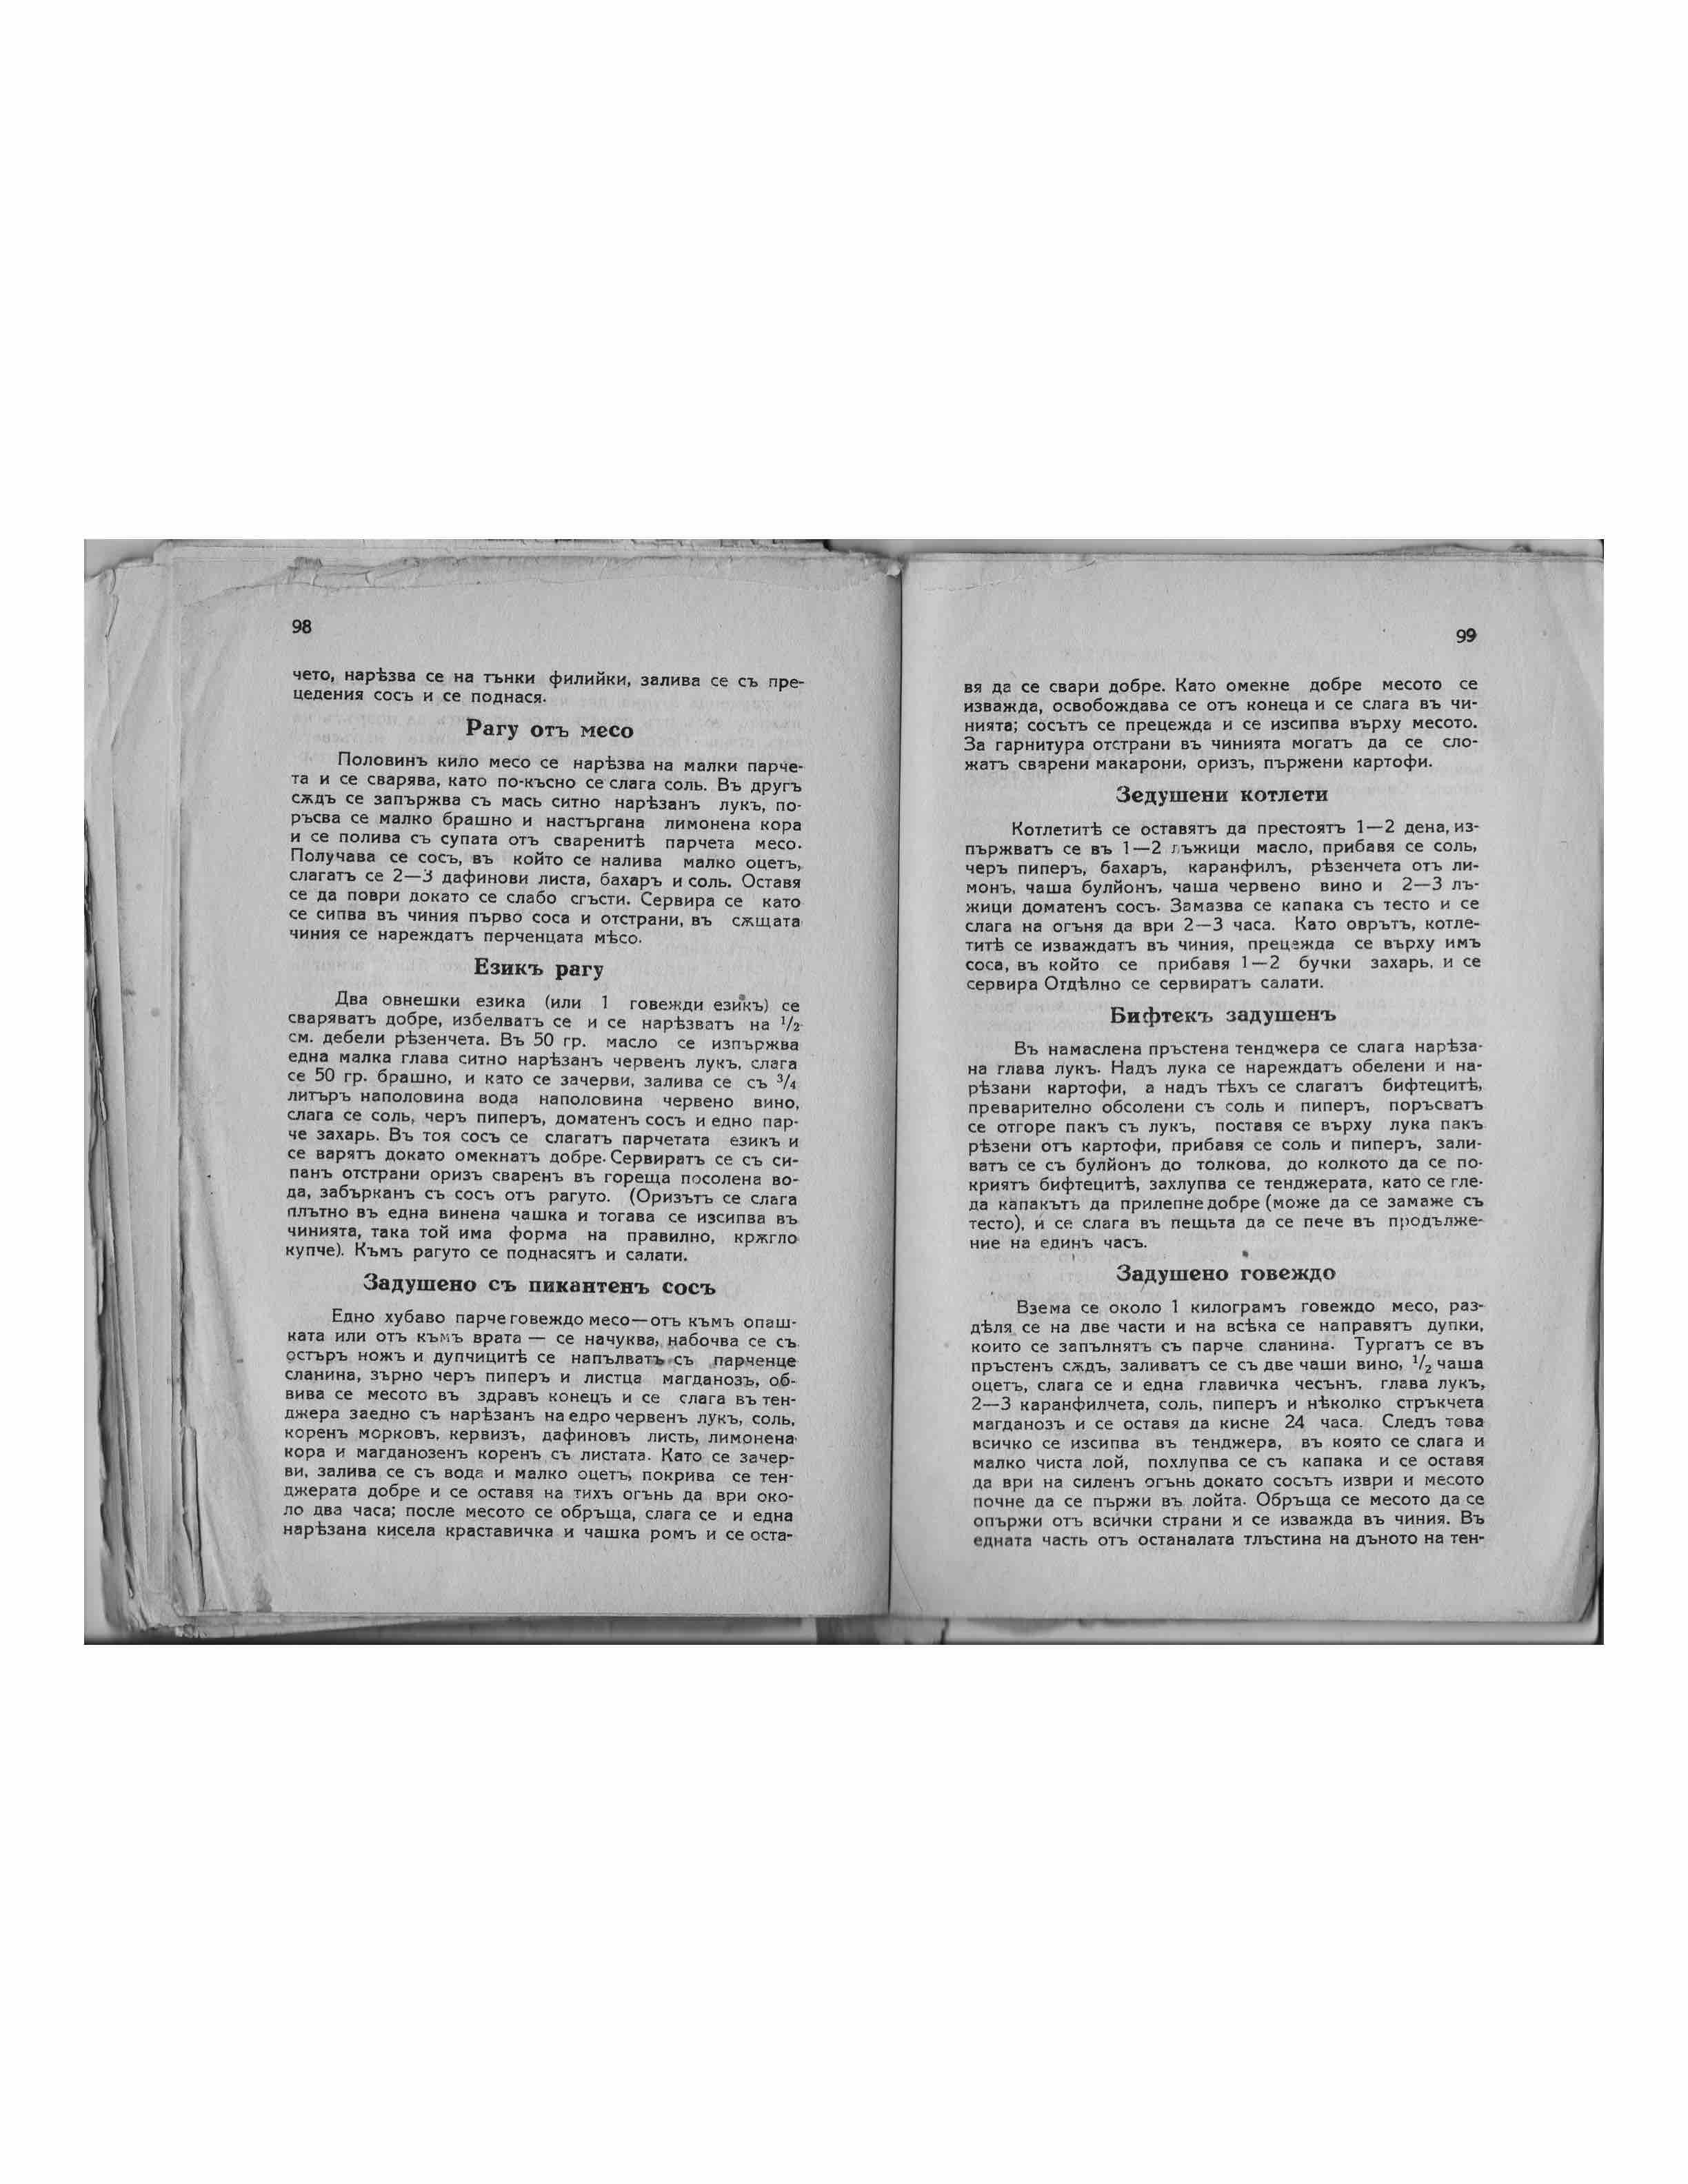 98
чето, нарѣзва се на тънки филийки, залива се съ пре-
цедения сосъ и се поднася.
Рагу отъ месо
Половинъ кило месо се нарѣзва на малки парче-
та и се сварява, като по-късно се слага соль. Въ другъ
сѫдъ се запържва съ мась ситно нарѣзанъ лукъ, по-
ръсва се малко брашно и настъргана лимонена кора
и се полива съ супата отъ сваренитѣ парчета месо.
Получава се сосъ, въ който се налива малко оцетъ,
слагатъ се 2—3 дафинови листа, бахаръ и соль. Оставя
се да поври докато се слабо сгъсти. Сервира се като
се сипва въ чиния първо соса и отстрани, въ сѫщата
чиния се нареждатъ перченцата мѣсо.
Езикъ рагу
Два овнешки езика (или 1 говежди езикъ) се
сваряватъ добре, избелватъ се и се нарѣзватъ на ½
см. дебели рѣзенчета. Въ 50 гр. масло се изпържва
една малка глава ситно нарѣзанъ червенъ лукъ, слага
се 50 гр. брашно, и като се зачерви, залива се съ ¾
литъръ наполовина вода наполовина червено вино,
слага се соль, черъ пиперъ, доматенъ сосъ и едно пар-
че захарь. Въ тоя сосъ се слагатъ парчетата езикъ и
се варятъ докато омекнатъ добре. Сервиратъ се съ си-
панъ отстрани оризъ сваренъ въ гореща посолена во-
да, забърканъ съ сосъ отъ рагуто. (Оризътъ се слага
плътно въ една винена чашка и тогава се изсипва въ
чинията, така той има форма на правилно, крѫгло
купче). Къмъ рагуто се поднасятъ и салати.
Задушено съ пикантенъ сосъ
Едно хубаво парче говеждо месо—отъ къмъ опаш-
ката или отъ къмъ врата — се начуква, набочва се съ
остъръ ножъ и дупчицитѣ се напълватъ съ парченце
сланина, зърно черъ пиперъ и листца магданозъ, об-
вива се месото въ здравъ конецъ и се слага въ тен-
джера заедно съ нарѣзанъ на едро червенъ лукъ, соль,
коренъ морковъ, кервизъ, дафиновъ листъ, лимонена
кора и магданозенъ коренъ съ листата. Като се зачер-
ви, залива се съ вода и малко оцетъ, покрива се тен-
джерата добре и се оставя на тихъ огънь да ври око-
ло два часа; после месото се обръща, слага се и една
нарѣзана кисела краставичка и чашка ромъ и се оста-
99
вя да се свари добре. Като омекне добре месото се
изважда, освобождава се отъ конеца и се слага въ чи-
нията; сосътъ се прецежда и се изсипва върху месото.
За гарнитура отстрани въ чинията могатъ да се сло-
жатъ сварени макарони, оризъ, пържени картофи.
Зедушени котлети
Котлетитѣ се оставятъ да престоятъ 1—2 дена, из-
пържватъ се въ 1—2 лъжици масло, прибавя се соль,
черъ пиперъ, бахаръ, каранфилъ, рѣзенчета отъ ли-
монъ, чаша булйонъ, чаша червено вино и 2—3 лъ-
жици доматенъ сосъ. Замазва се капака съ тесто и се
слага на огъня да ври 2—3 часа. Като овратъ, котле-
титѣ се изваждатъ въ чиния, прецежда се върху имъ
соса, въ който се прибавя 1—2 бучки захарь, и се
сервира Отдѣлно се сервиратъ салати.
Бифтекъ задушенъ
Въ намаслена пръстена тенджера се слага нарѣза-
на глава лукъ. Надъ лука се нареждатъ обелени и на-
рѣзани картофи, а надъ тѣхъ се слагатъ бифтецитѣ,
преварително обсолени съ соль и пиперъ, поръсватъ
се отгоре пакъ съ лукъ, поставя се върху лука пакъ
рѣзени отъ картофи, прибавя се соль и пиперъ, зали-
ватъ се съ булйонъ до толкова, до колкото да се по-
криятъ бифтецитѣ, захлупва се тенджерата, като се гле-
да капакътъ да прилепне добре (може да се замаже съ
тесто), и се слага въ пещьта да се пече въ продълже-
ние на единъ часъ.
Задушено говеждо
Взема се около 1 килограмъ говеждо месо, раз-
дѣля се на две части и на всѣка се направятъ дупки,
които се запълнятъ съ парче сланина. Тургатъ се въ
пръстенъ сѫдъ, заливатъ се съ две чаши вино, ½ чаша
оцетъ, слага се и една главичка чесънъ, глава лукъ,
2—3 каранфилчета, соль, пиперъ и нѣколко стръкчета
магданозъ и се оставя да кисне 24 часа. Следъ това
всичко се изсипва въ тенджера, въ която се слага и
малко чиста лой, похлупва се съ капака и се оставя
да ври на силенъ огънь докато сосътъ изври и месото
почне да се пържи въ лойта. Обръща се месото да се
опържи отъ всички страни и се изважда въ чиния. Въ
едната часть отъ останалата тлъстина на дъното на тен-